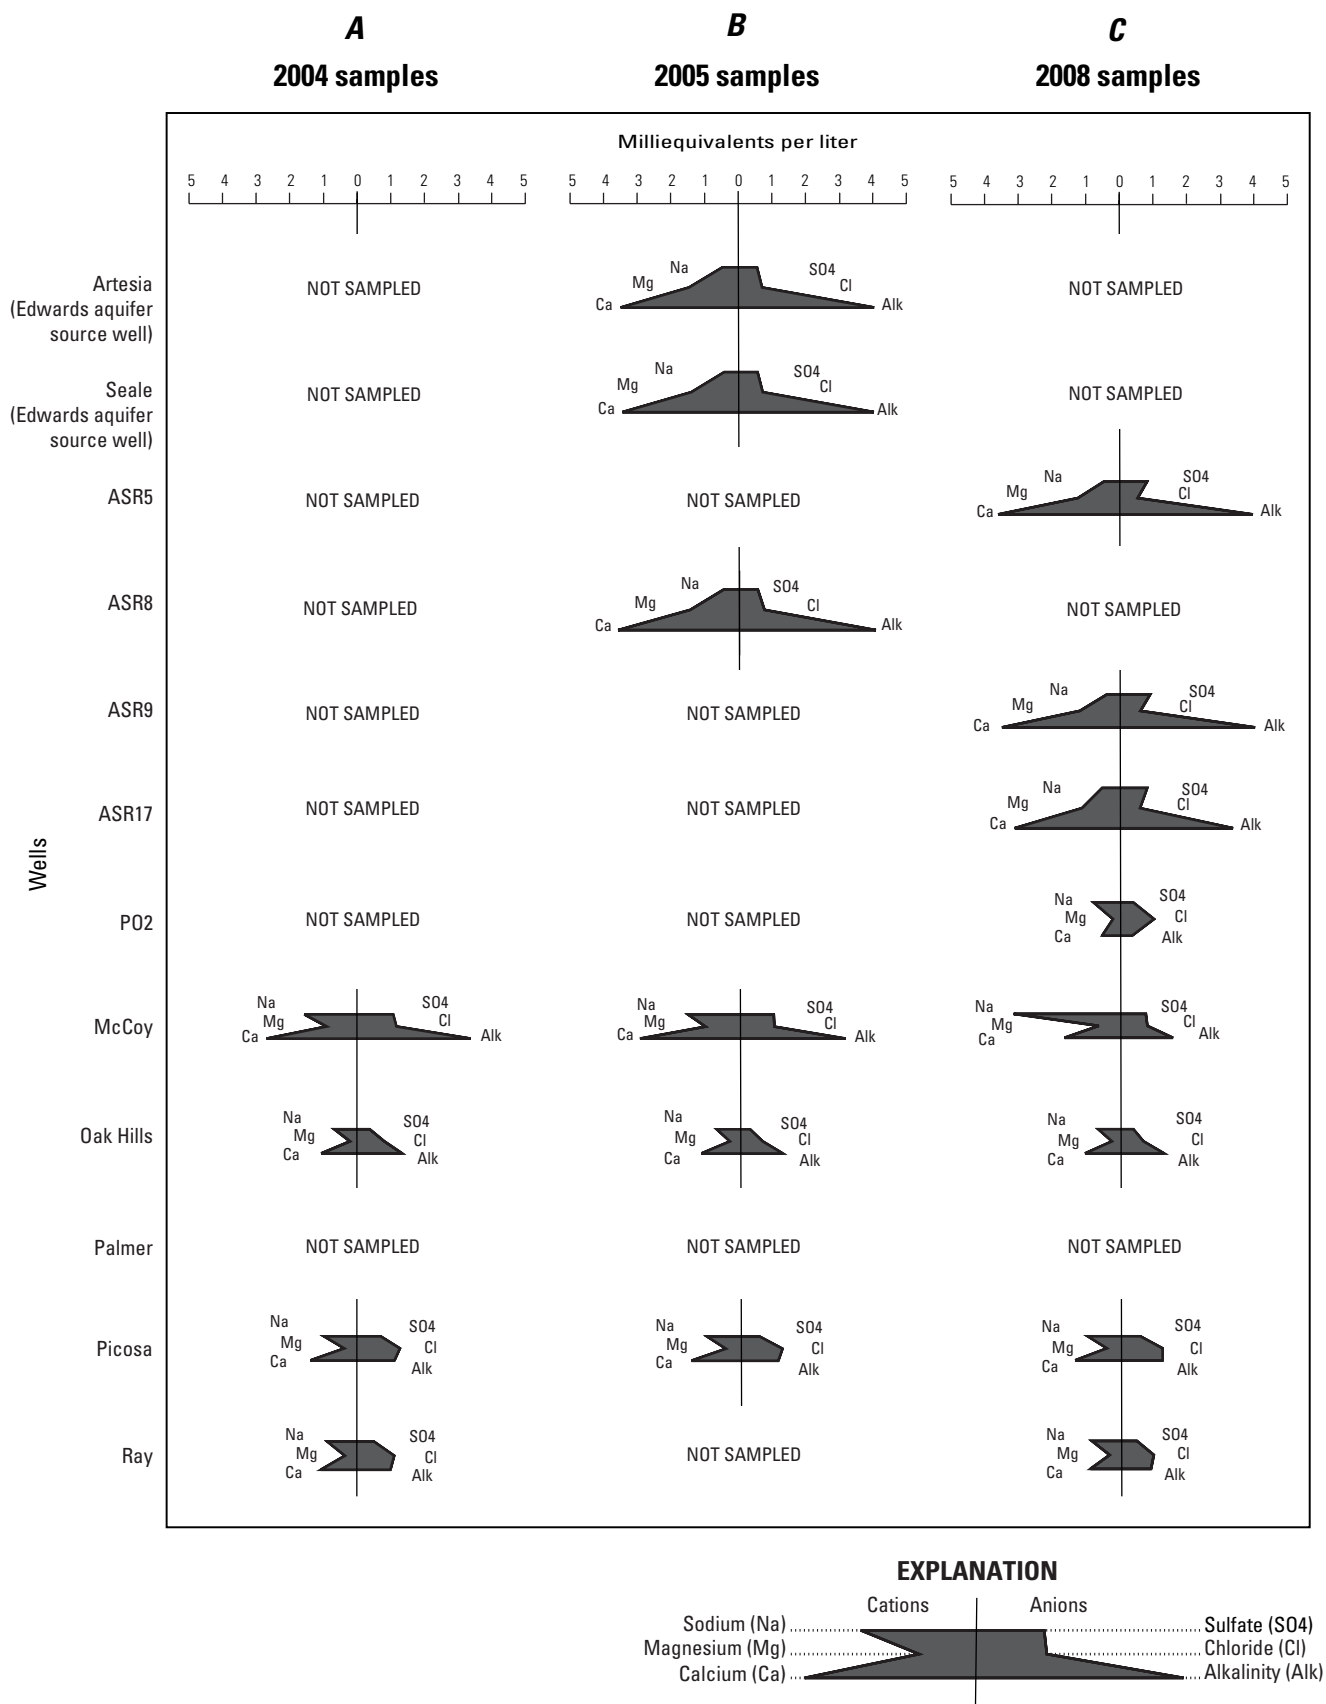 A B C
2004 samples 2005 samples 2008 samples
Milliequivalents per liter
5 4 3 2 1 0 1 2 3 4 5 5 4 3 2 1 0 1 2 3 4 5 5 4 3 2 1 0 1 2 3 4 5
Wells
Artesia
(Edwards aquifer
source well)
NOT SAMPLED
Na SO4
Mg Cl
Ca Alk
NOT SAMPLED
Seale
(Edwards aquifer
source well)
NOT SAMPLED
Na SO4
Mg Cl
Ca Alk
NOT SAMPLED
ASR5
NOT SAMPLED
NOT SAMPLED
Na SO4
Mg Cl
Ca Alk
ASR8
NOT SAMPLED
Na SO4
Mg Cl
Ca Alk
NOT SAMPLED
ASR9
NOT SAMPLED
NOT SAMPLED
Na SO4
Mg Cl
Ca Alk
ASR17
NOT SAMPLED
NOT SAMPLED
Na SO4
Mg Cl
Ca Alk
PO2
NOT SAMPLED
NOT SAMPLED
Na SO4
Mg Cl
Ca Alk
McCoy
Na SO4
Mg Cl
Ca Alk
Na SO4
Mg Cl
Ca Alk
Na SO4
Mg Cl
Ca Alk
Oak Hills
Na SO4
Mg Cl
Ca Alk
Na SO4
Mg Cl
Ca Alk
Na SO4
Mg Cl
Ca Alk
Palmer
NOT SAMPLED
NOT SAMPLED
NOT SAMPLED
Picosa
Na SO4
Mg Cl
Ca Alk
Na SO4
Mg Cl
Ca Alk
Na SO4
Mg Cl
Ca Alk
Ray
Na SO4
Mg Cl
Ca Alk
NOT SAMPLED
Na SO4
Mg Cl
Ca Alk
EXPLANATION
Cations Anions
Sodium (Na) Sulfate (SO4)
Magnesium (Mg) Chloride (Cl)
Calcium (Ca) Alkalinity (Alk)